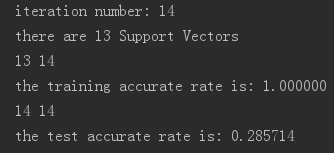 iteration number: 14
there are 13 Support Vectors
13 14
the training accurate rate is: 1.000000
14 14
the test accurate rate is: 0.285714